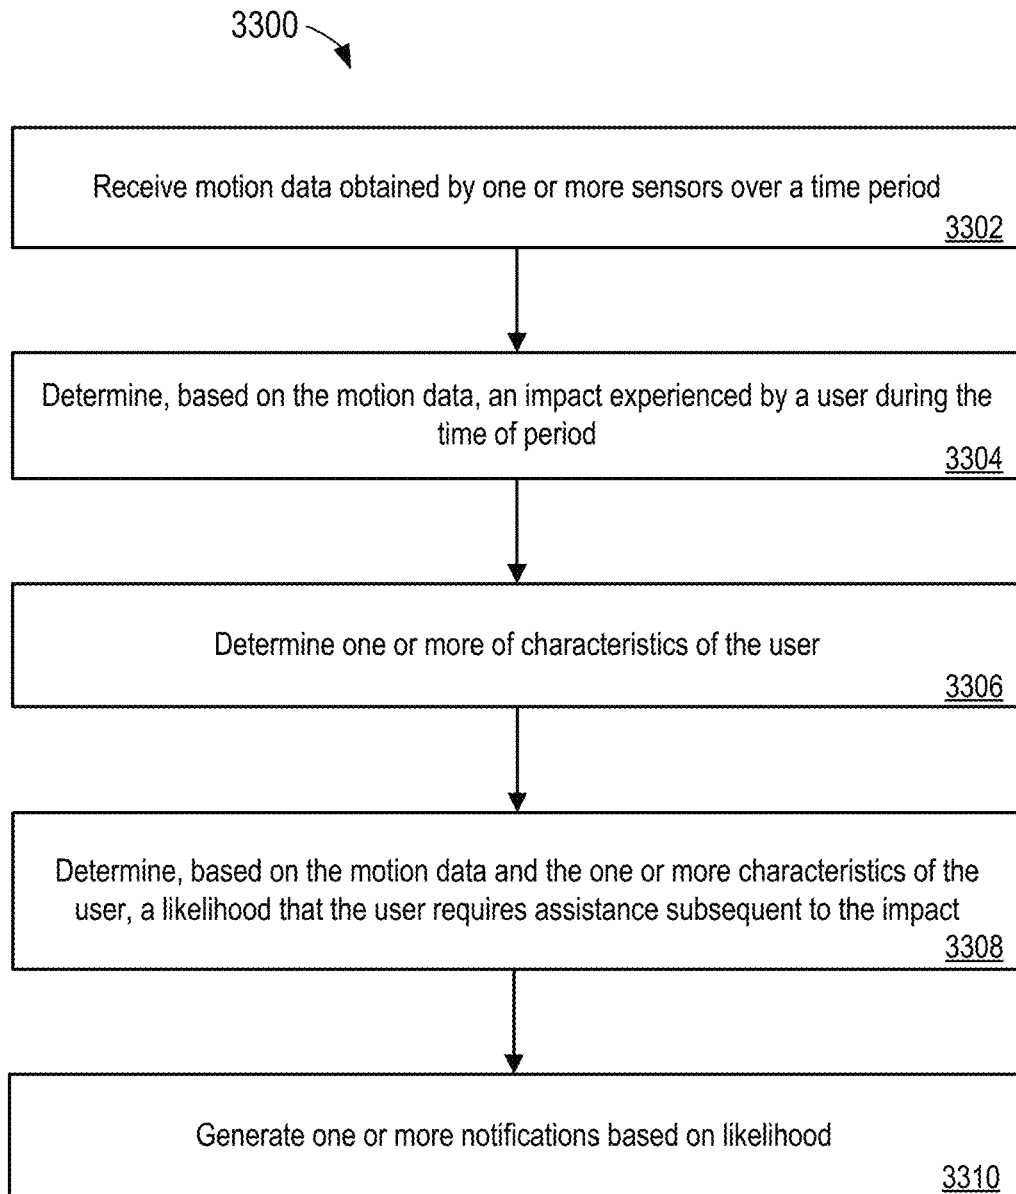 3300
Receive motion data obtained by one or more sensors over a time period
3302
Determine, based on the motion data, an impact experienced by a user during the
time of period
3304
Determine one or more of characteristics of the user
3306
Determine, based on the motion data and the one or more characteristics of the
user, a likelihood that the user requires assistance subsequent to the impact
3308
Generate one or more notifications based on likelihood
3310